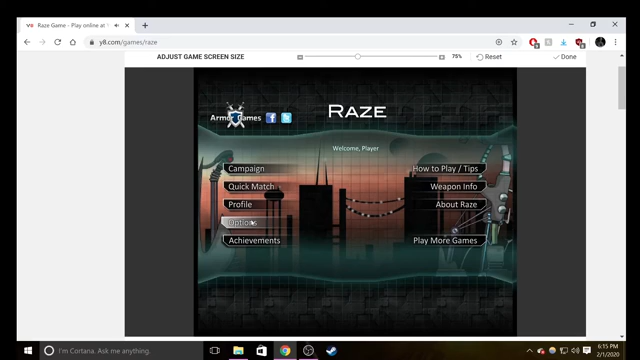 Raze Game - Play online at Y
y8.com/games/raze
ADJUST GAME SCREEN SIZE
75%
Reset
Done
Armor Games
RAZE
Welcome, Player
Campaign
How to Play / Tips
Quick Match
Weapon Info
Profile
About Raze
Options
Achievements
Play More Games
I'm Cortana. Ask me anything.
6:15 PM
2/1/2020